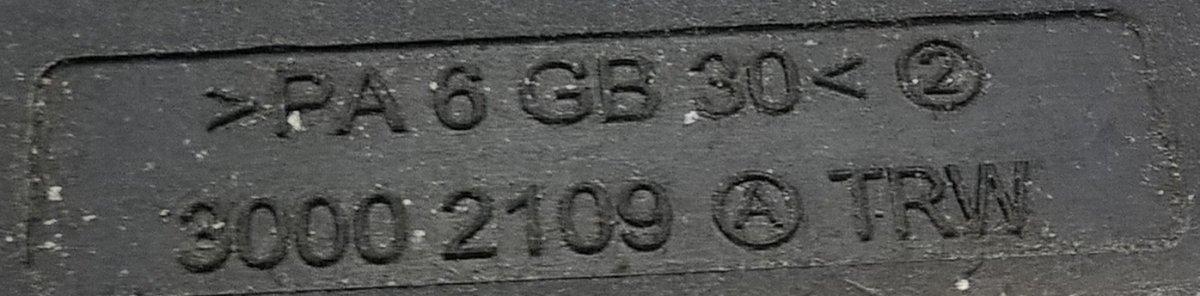 >PA 6 GB 30< ②
3000 2109 Ⓐ TRW